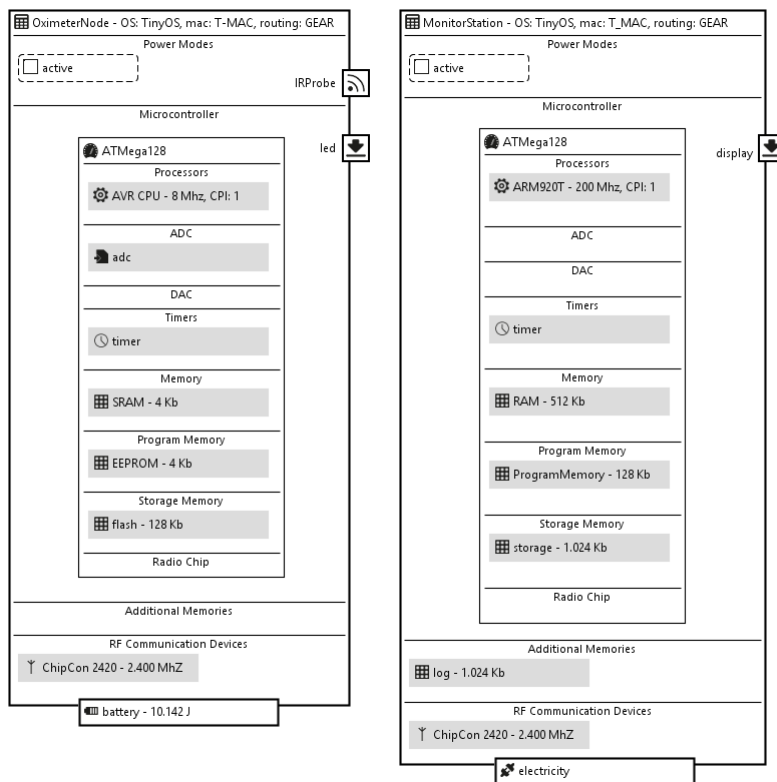 OximeterNode - OS: TinyOS, mac: T-MAC, routing: GEAR
Power Modes
active
IRProbe
Microcontroller
led
ATMega128
Processors
AVR CPU - 8 Mhz, CPI: 1
ADC
adc
DAC
Timers
timer
Memory
SRAM - 4 Kb
Program Memory
EEPROM - 4 Kb
Storage Memory
flash - 128 Kb
Radio Chip
Additional Memories
RF Communication Devices
ChipCon 2420 - 2.400 MhZ
battery - 10.142 J
MonitorStation - OS: TinyOS, mac: T_MAC, routing: GEAR
Power Modes
active
Microcontroller
display
ATMega128
Processors
ARM920T - 200 Mhz, CPI: 1
ADC
DAC
Timers
timer
Memory
RAM - 512 Kb
Program Memory
ProgramMemory - 128 Kb
Storage Memory
storage - 1.024 Kb
Radio Chip
Additional Memories
log - 1.024 Kb
RF Communication Devices
ChipCon 2420 - 2.400 MhZ
electricity